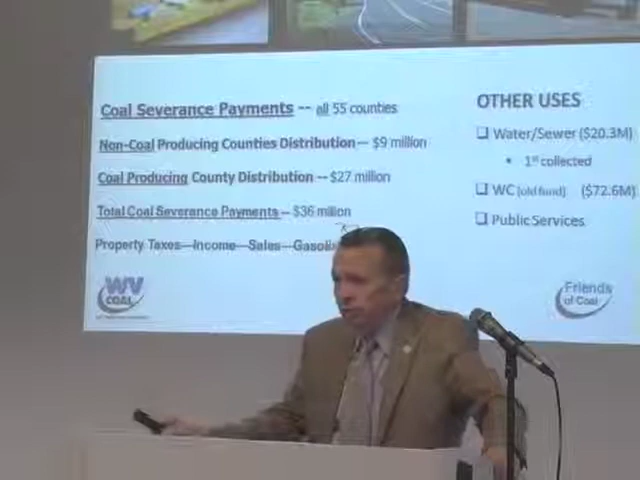 Coal Severance Payments -- all 55 counties
Non-Coal Producing Counties Distribution— $9 million
Coal Producing County Distribution -- $27 million
Total Coal Severance Payments – $36 million
Property Taxes—Income—Sales—Gasoli
WV
COAL
OTHER USES
❑ Water/Sewer ($20.3M)
• 1st collected
❑ WC (old fund) ($72.6M)
❑ Public Services
Friends
of Coal